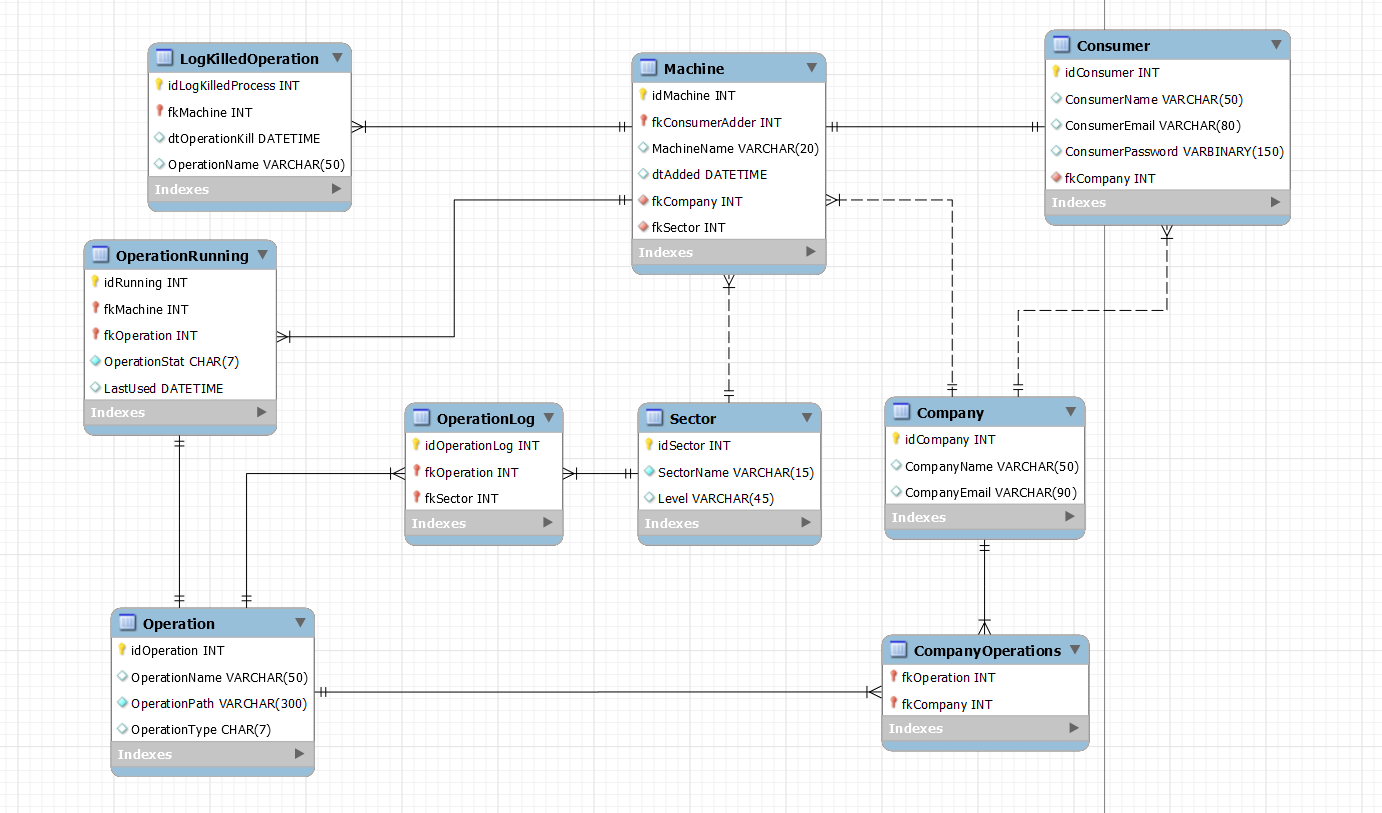 LogKilledOperation
idLogKilledProcess INT
fkMachine INT
dtOperationKill DATETIME
OperationName VARCHAR(50)
Indexes
Machine
idMachine INT
fkConsumerAdder INT
MachineName VARCHAR(20)
dtAdded DATETIME
fkCompany INT
fkSector INT
Indexes
Consumer
idConsumer INT
ConsumerName VARCHAR(50)
ConsumerEmail VARCHAR(80)
ConsumerPassword VARBINARY(150)
fkCompany INT
Indexes
OperationRunning
idRunning INT
fkMachine INT
fkOperation INT
OperationStat CHAR(7)
LastUsed DATETIME
Indexes
OperationLog
idOperationLog INT
fkOperation INT
fkSector INT
Indexes
Sector
idSector INT
SectorName VARCHAR(15)
Level VARCHAR(45)
Indexes
Company
idCompany INT
CompanyName VARCHAR(50)
CompanyEmail VARCHAR(90)
Indexes
Operation
idOperation INT
OperationName VARCHAR(50)
OperationPath VARCHAR(300)
OperationType CHAR(7)
Indexes
CompanyOperations
fkOperation INT
fkCompany INT
Indexes